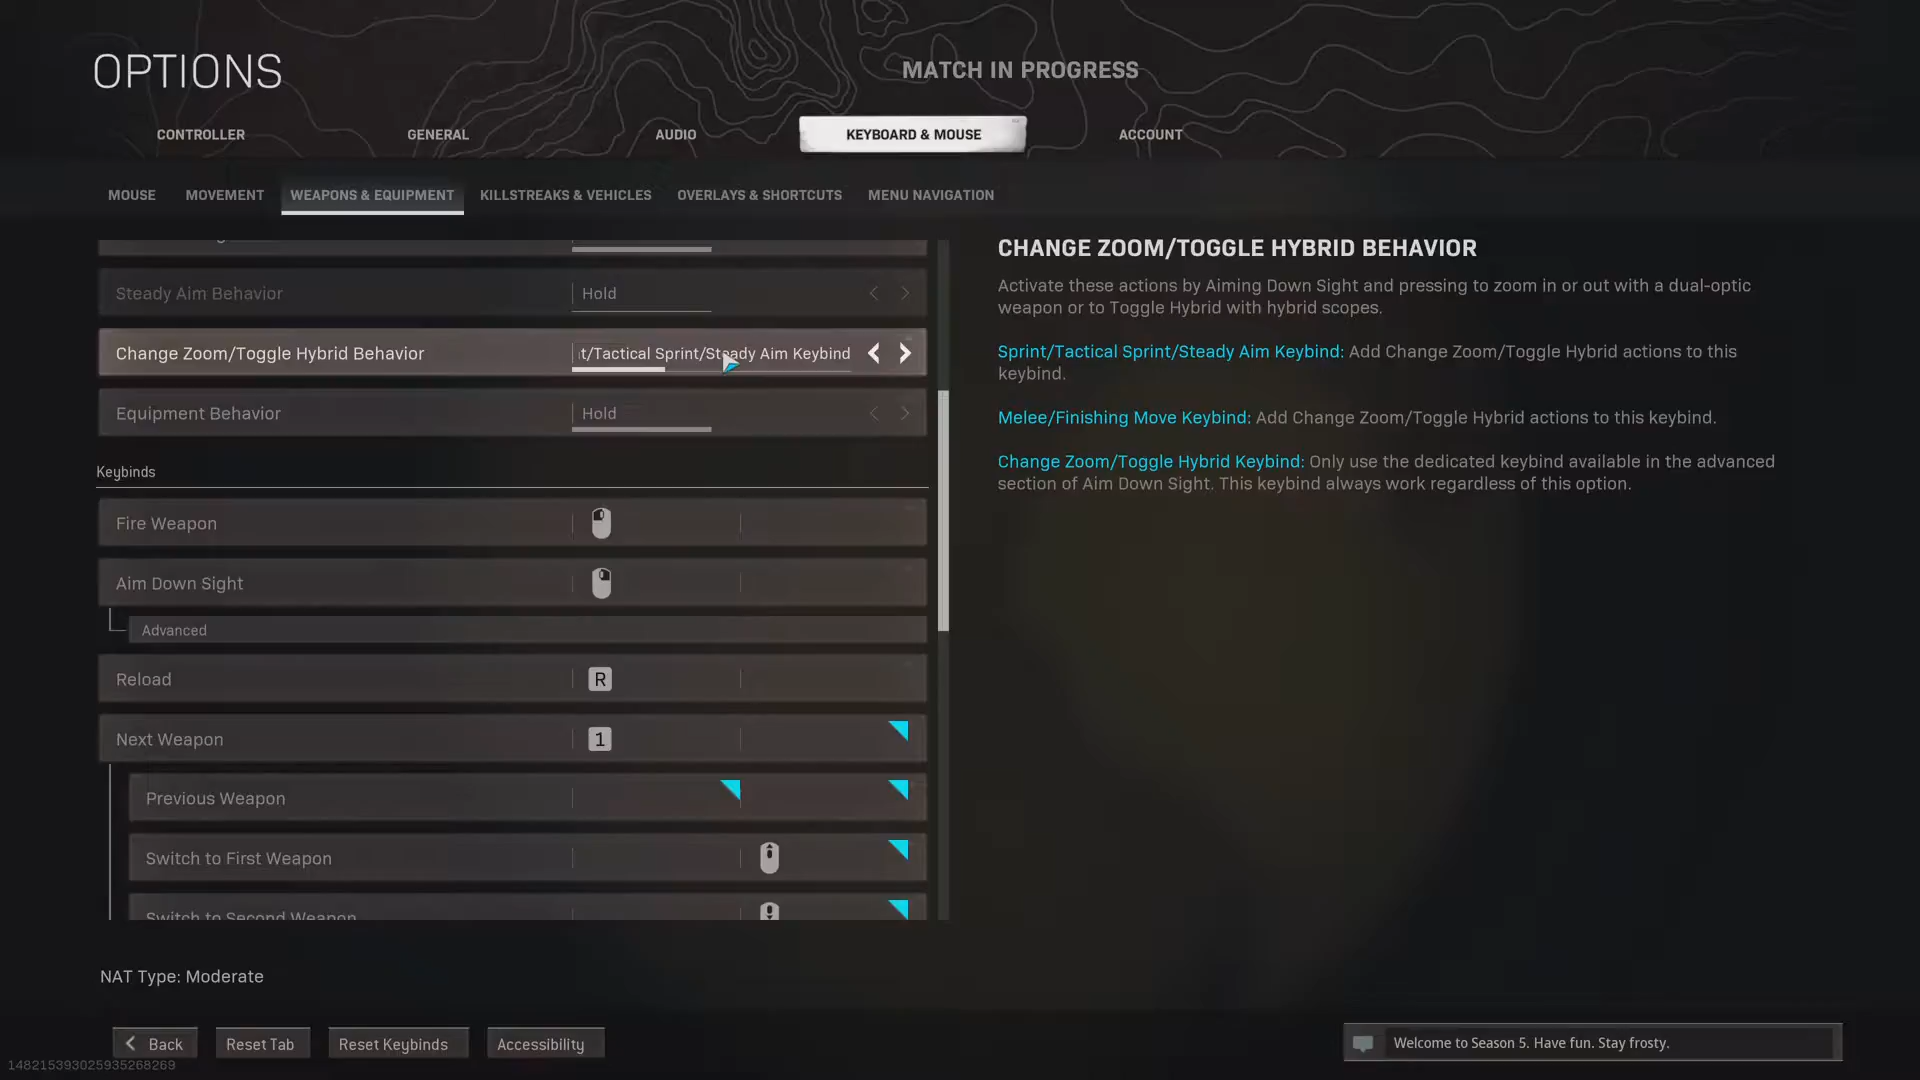 OPTIONS
MATCH IN PROGRESS
CONTROLLER
GENERAL
AUDIO
KEYBOARD & MOUSE
ACCOUNT
MOUSE
MOVEMENT
WEAPONS & EQUIPMENT
KILLSTREAKS & VEHICLES
OVERLAYS & SHORTCUTS
MENU NAVIGATION
Steady Aim Behavior
Hold
Change Zoom/Toggle Hybrid Behavior
t/Tactical Sprint/Steady Aim Keybind
Equipment Behavior
Hold
Keybinds
Fire Weapon
Aim Down Sight
Advanced
Reload
R
Next Weapon
1
Previous Weapon
Switch to First Weapon
Switch to Second Weapon
CHANGE ZOOM/TOGGLE HYBRID BEHAVIOR
Activate these actions by Aiming Down Sight and pressing to zoom in or out with a dual-optic
weapon or to Toggle Hybrid with hybrid scopes.
Sprint/Tactical Sprint/Steady Aim Keybind: Add Change Zoom/Toggle Hybrid actions to this
keybind.
Melee/Finishing Move Keybind: Add Change Zoom/Toggle Hybrid actions to this keybind.
Change Zoom/Toggle Hybrid Keybind: Only use the dedicated keybind available in the advanced
section of Aim Down Sight. This keybind always work regardless of this option.
NAT Type: Moderate
Back
Reset Tab
Reset Keybinds
Accessibility
Welcome to Season 5. Have fun. Stay frosty.
148215393025935268269